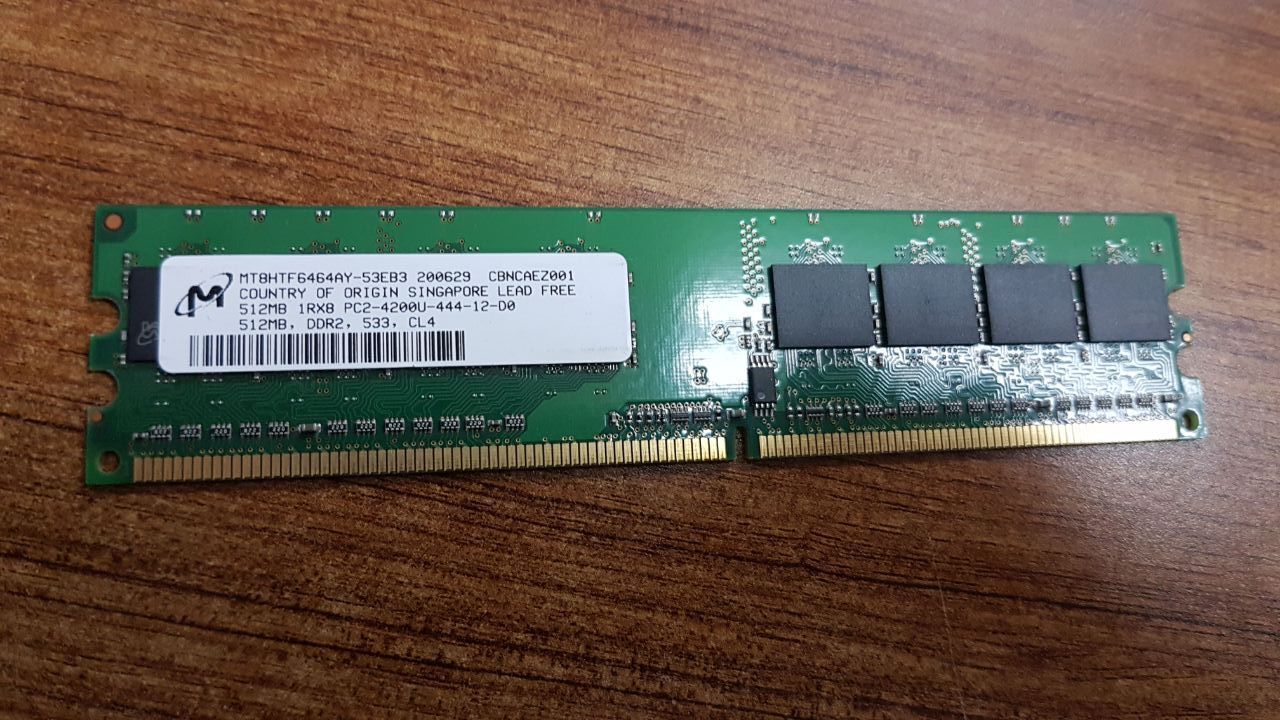 MT8HTF6464AY-53EB3 200629 CBNCAEZ001
COUNTRY OF ORIGIN SINGAPORE LEAD FREE
512MB 1RX8 PC2-4200U-444-12-D0
512MB, DDR2, 533, CL4